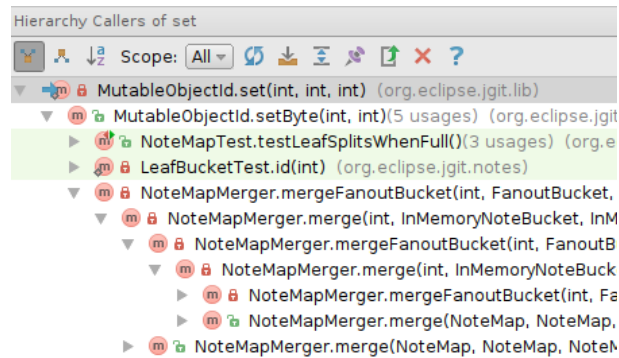 Hierarchy Callers of set
Scope: All
MutableObjectId.set(int, int, int) (org.eclipse.jgit.lib)
MutableObjectId.setByte(int, int)(5 usages) (org.eclipse.jgit
NoteMapTest.testLeafSplitsWhenFull()(3 usages) (org.e
LeafBucketTest.id(int) (org.eclipse.jgit.notes)
NoteMapMerger.mergeFanoutBucket(int, FanoutBucket,
NoteMapMerger.merge(int, InMemoryNoteBucket, InM
NoteMapMerger.mergeFanoutBucket(int, FanoutB
NoteMapMerger.merge(int, InMemoryNoteBuck
NoteMapMerger.mergeFanoutBucket(int, Fa
NoteMapMerger.merge(NoteMap, NoteMap,
NoteMapMerger.merge(NoteMap, NoteMap, NoteM